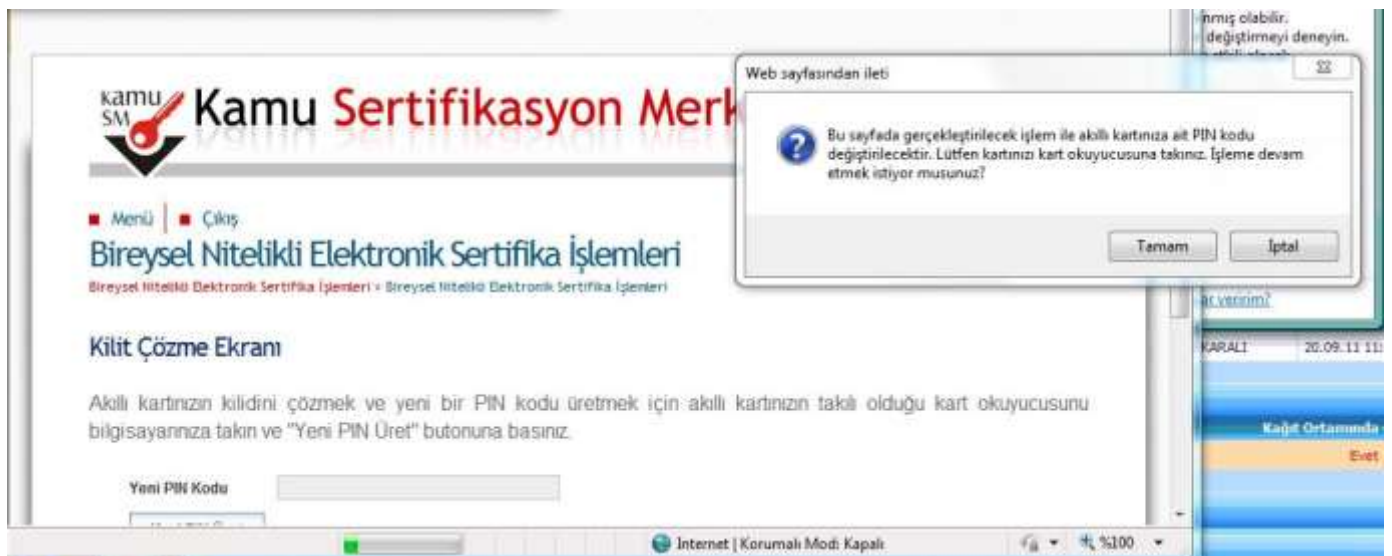 nmış olabilir.
değiştirmeyi deneyin.
Web sayfasından ileti
kamu SM
Kamu Sertifikasyon Merk
Bu sayfada gerçekleştirilecek işlem ile akıllı kartınıza ait PIN kodu
değiştirilecektir. Lütfen kartınızı kart okuyucusuna takınız. İşleme devam
etmek istiyor musunuz?
Tamam
İptal
Menü
Çıkış
Bireysel Nitelikli Elektronik Sertifika İşlemleri
Bireysel Nitelikli Elektronik Sertifika İşlemleri » Bireysel Nitelikli Elektronik Sertifika İşlemleri
ar veririm?
KARALI
20.09.11 11:
Kilit Çözme Ekranı
Akıllı kartınızın kilidini çözmek ve yeni bir PIN kodu üretmek için akıllı kartınızın takılı olduğu kart okuyucusunu
bilgisayarınıza takın ve "Yeni PIN Üret" butonuna basınız.
Kağıt Ortamında
Evet
Yeni PIN Kodu
Internet | Korumalı Mod: Kapalı
%100